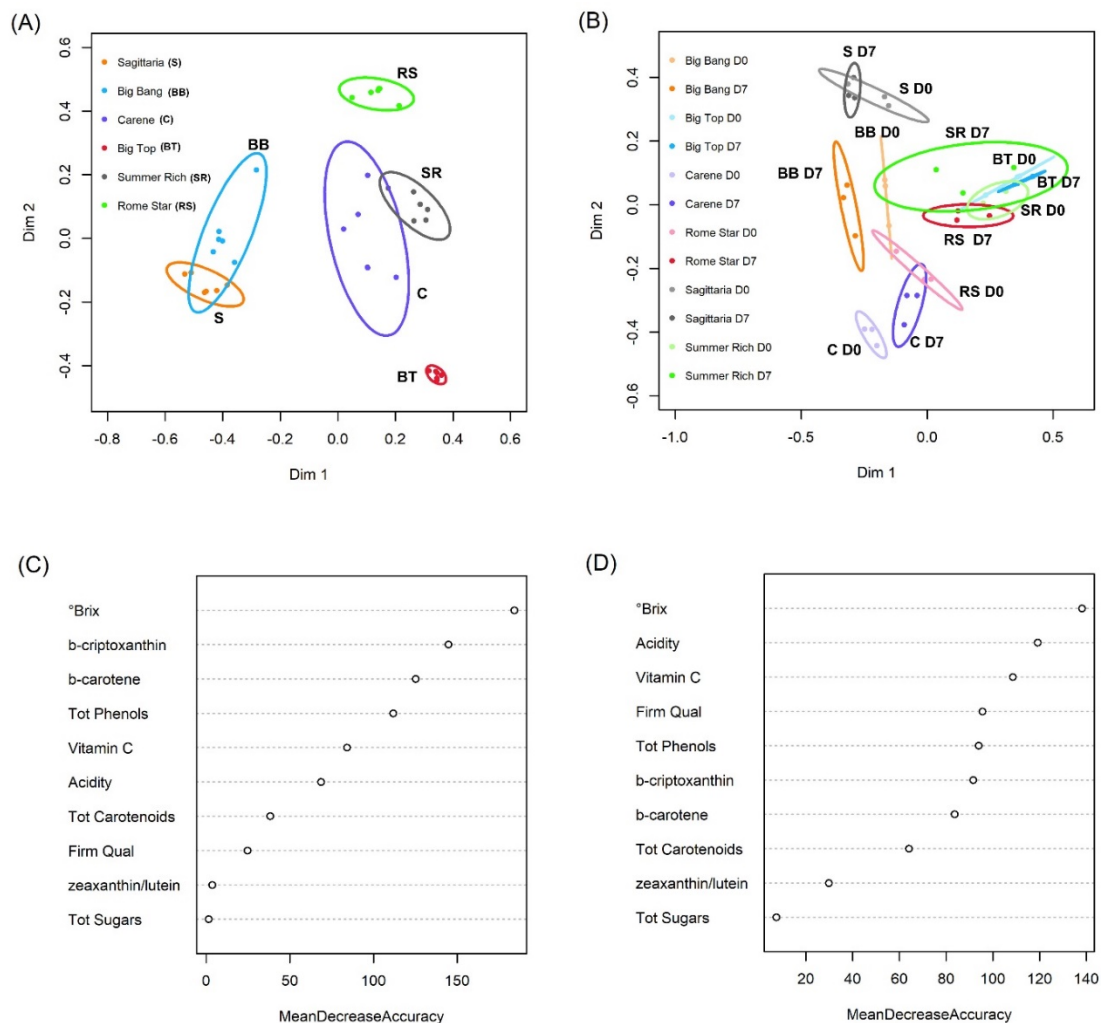 (A)
Sagittaria (S)
Big Bang (BB)
Carene (C)
Big Top (BT)
Summer Rich (SR)
Rome Star (RS)
RS
BB
SR
S
C
BT
0.6
0.4
0.2
0.0
-0.2
-0.4
Dim 2
-0.8 -0.6 -0.4 -0.2 0.0 0.2 0.4 0.6
Dim 1
(B)
Big Bang D0
Big Bang D7
Big Top D0
Big Top D7
Carene D0
Carene D7
Rome Star D0
Rome Star D7
Sagittaria D0
Sagittaria D7
Summer Rich D0
Summer Rich D7
S D7
S D0
BB D0
SR D7
BT D0
BB D7
BT D7
SR D0
RS D7
RS D0
C D0
C D7
0.4
0.2
0.0
-0.2
-0.4
-0.6
Dim 2
-1.0 -0.5 0.0 0.5
Dim 1
(C)
°Brix
b-criptoxanthin
b-carotene
Tot Phenols
Vitamin C
Acidity
Tot Carotenoids
Firm Qual
zeaxanthin/lutein
Tot Sugars
0 50 100 150
MeanDecreaseAccuracy
(D)
°Brix
Acidity
Vitamin C
Firm Qual
Tot Phenols
b-criptoxanthin
b-carotene
Tot Carotenoids
zeaxanthin/lutein
Tot Sugars
20 40 60 80 100 120 140
MeanDecreaseAccuracy